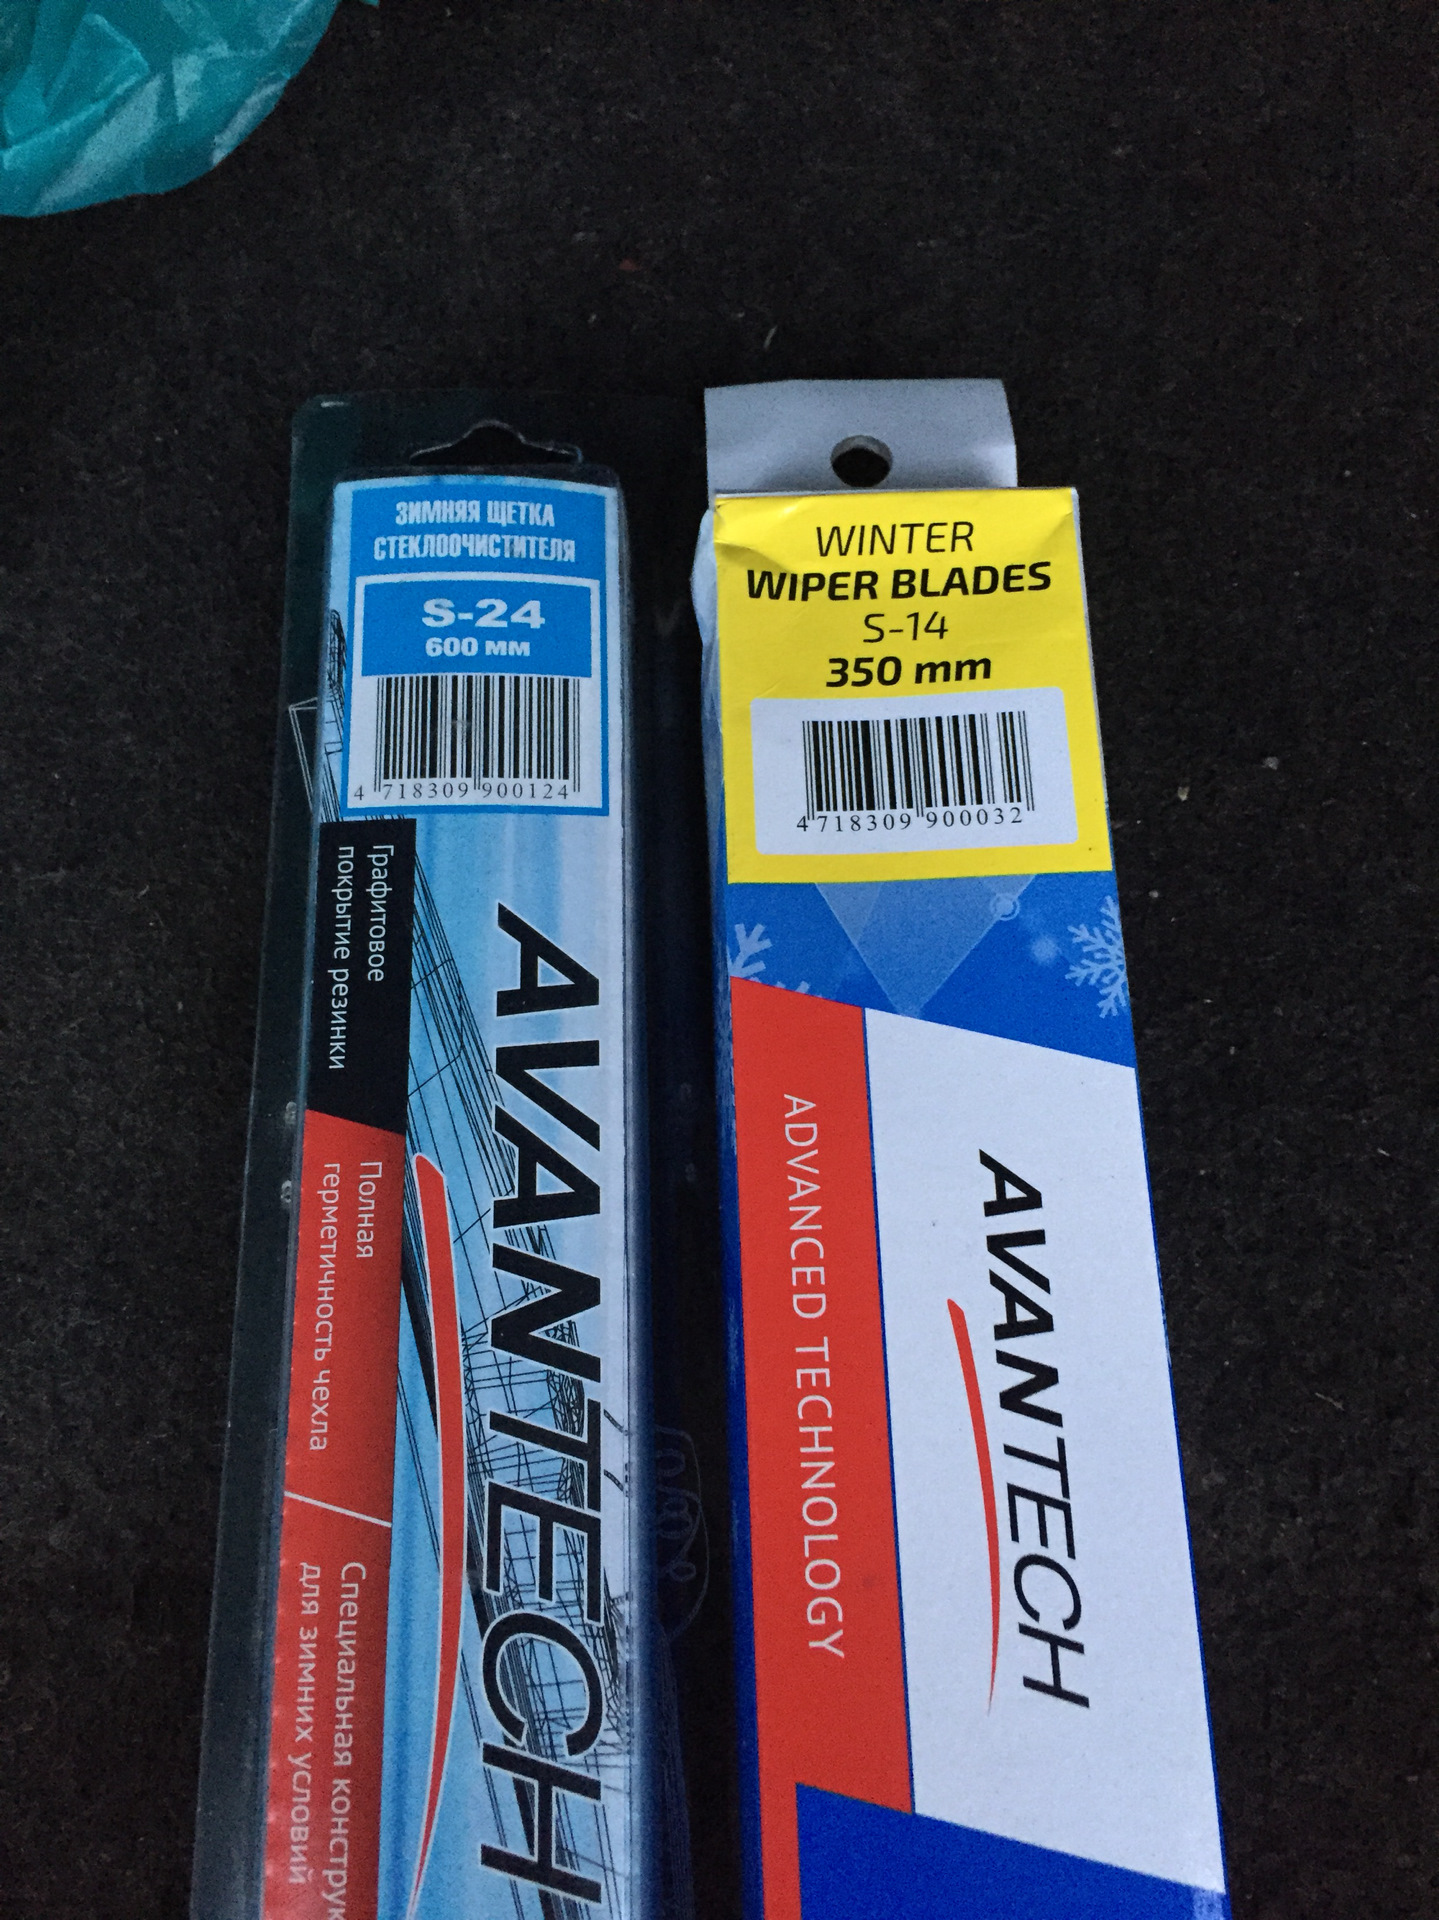 ЗИМНЯЯ ЩЕТКА
СТЕКЛООЧИСТИТЕЛЯ
S-24
600 мм
4 718309 900124
Графитовое
покрытие резинки
Полная
герметичность чехла
Специальная конструк
для зимних условий
AVANTECH
WINTER
WIPER BLADES
S-14
350 mm
4 718309 900032
ADVANCED TECHNOLOGY
AVANTECH